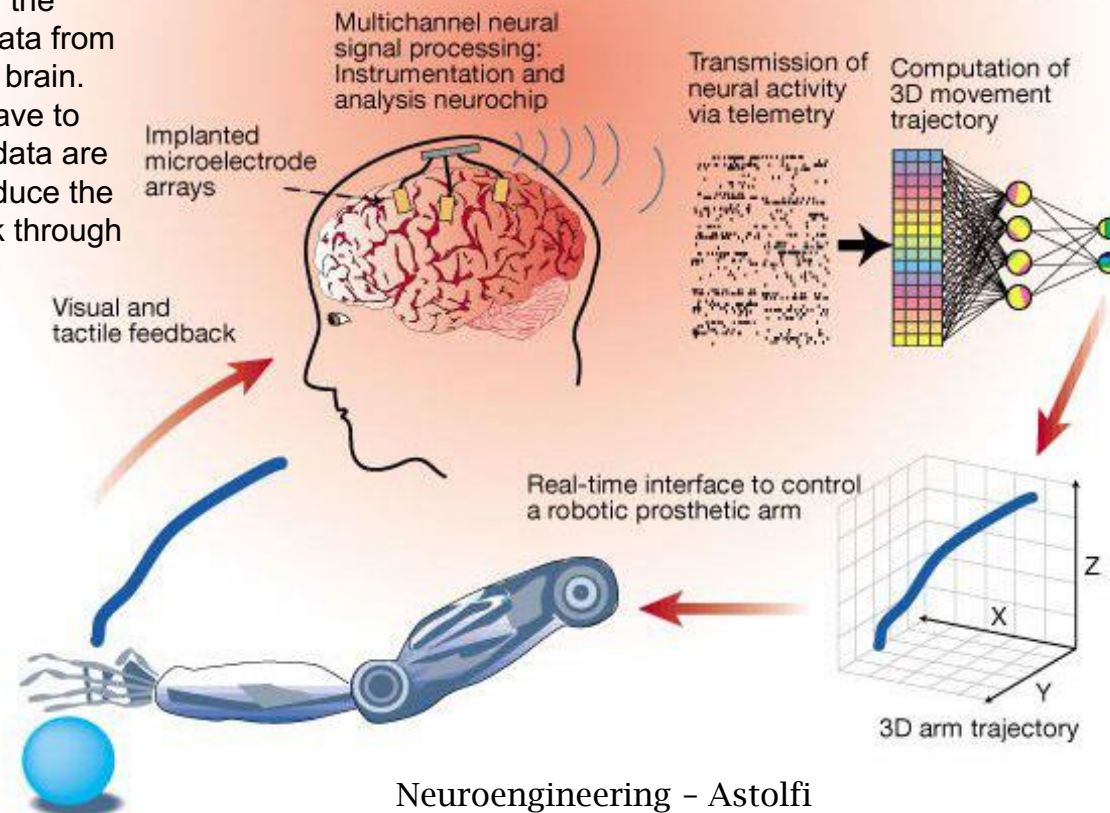 the
ata from
brain.
ave to
data are
duce the
k through
Multichannel neural
signal processing:
Instrumentation and
analysis neurochip
Implanted
microelectrode
arrays
Transmission of
neural activity
via telemetry
Computation of
3D movement
trajectory
Visual and
tactile feedback
Real-time interface to control
a robotic prosthetic arm
X
Y
Z
3D arm trajectory
Neuroengineering – Astolfi